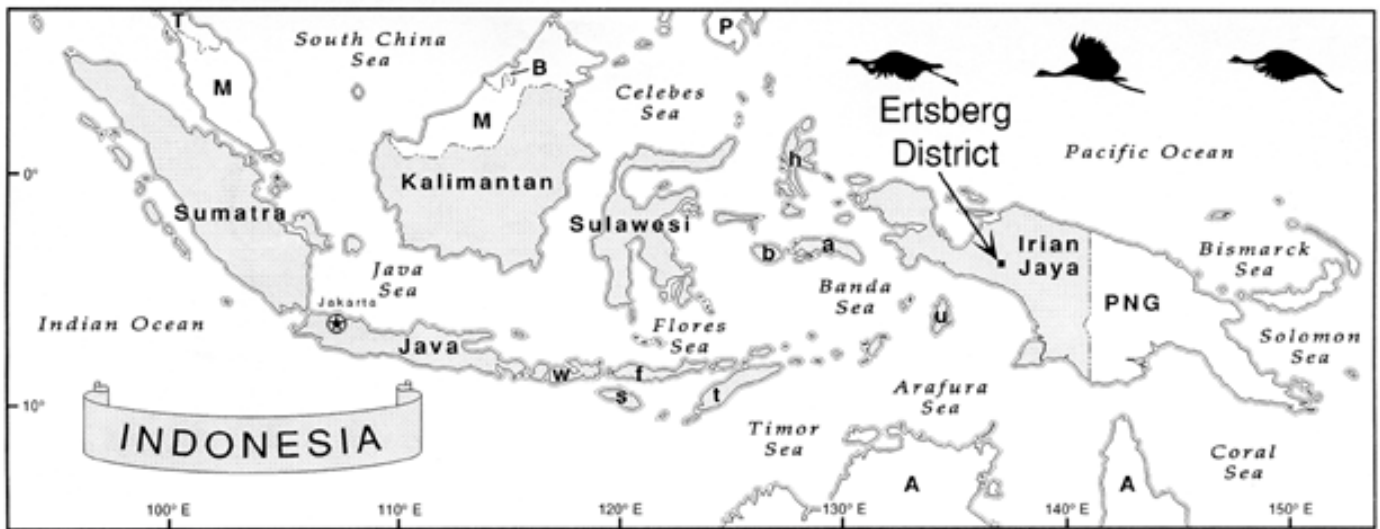 T
South China
Sea
P
M
B
Celebes
Sea
M
Ertsberg
District
Pacific Ocean
0°
h
Kalimantan
Sumatra
Sulawesi
b
a
Irian
Jaya
Bismarck
Sea
Java
Sea
Banda
Sea
PNG
Jakarta
Indian Ocean
u
Flores
Sea
Solomon
Sea
Java
w
f
s
t
Arafura
Sea
10°
INDONESIA
Timor
Sea
Coral
Sea
A
A
100° E
110° E
120° E
130° E
140° E
150° E